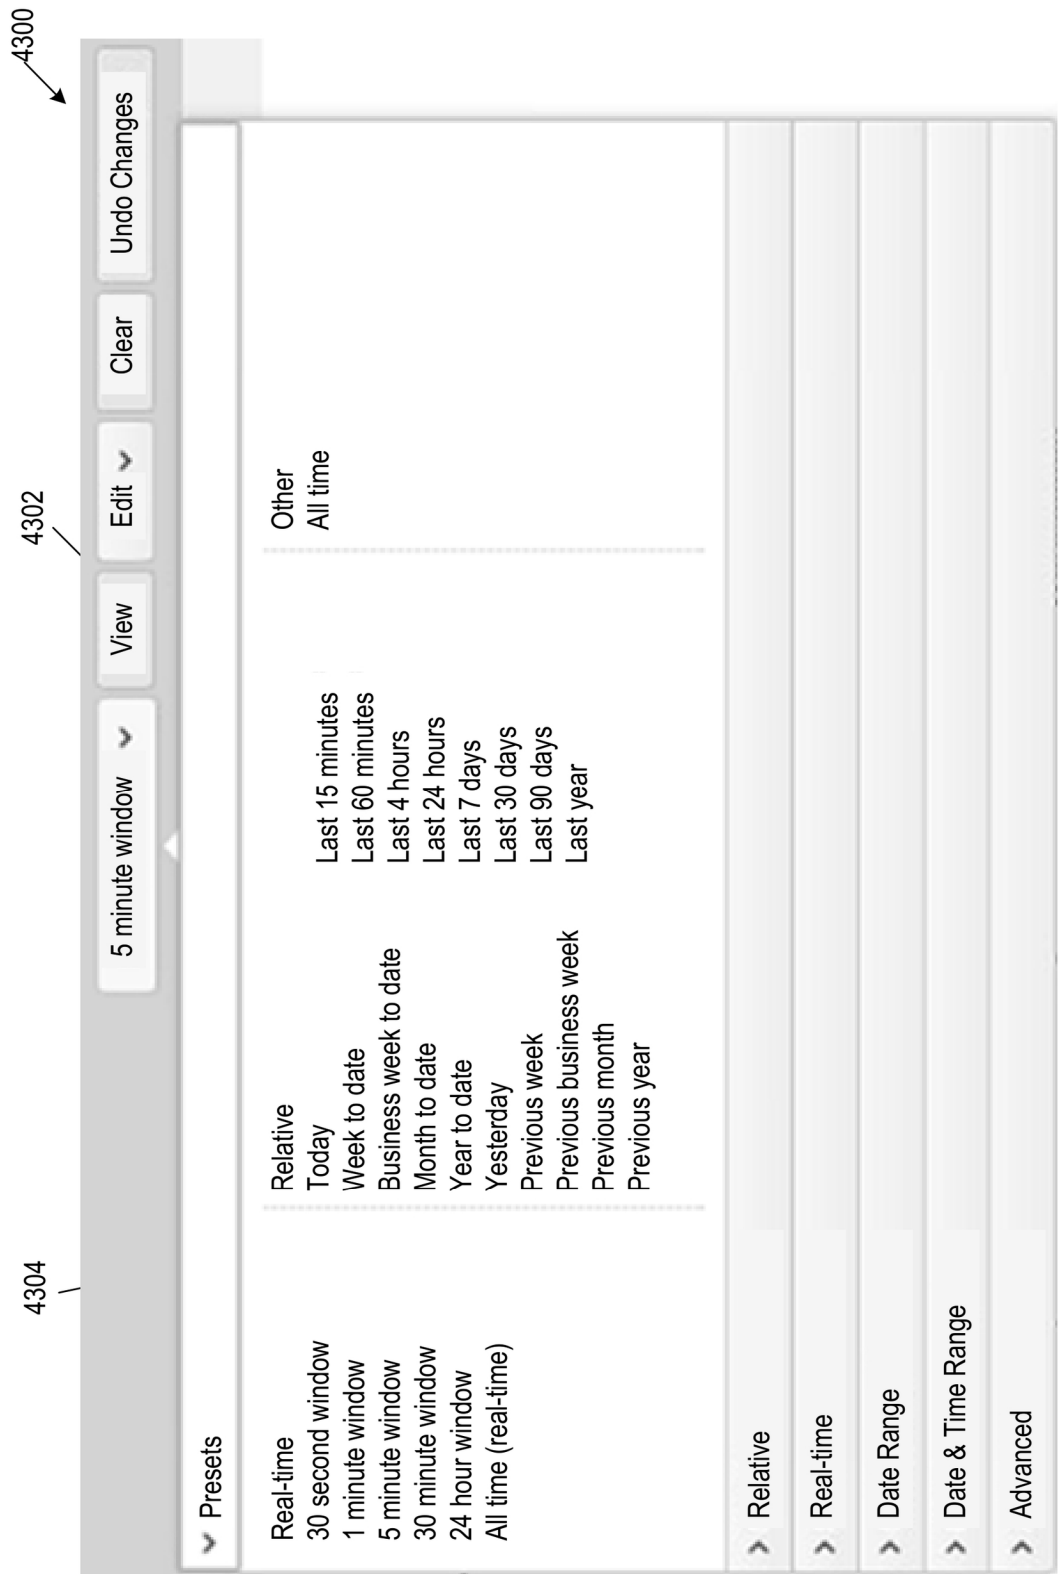 4300
4302
4304
5 minute window
View
Edit
Clear
Undo Changes
Presets
Real-time
30 second window
1 minute window
5 minute window
30 minute window
24 hour window
All time (real-time)
Relative
Today
Week to date
Business week to date
Month to date
Year to date
Yesterday
Previous week
Previous business week
Previous month
Previous year
Last 15 minutes
Last 60 minutes
Last 4 hours
Last 24 hours
Last 7 days
Last 30 days
Last 90 days
Last year
Other
All time
Relative
Real-time
Date Range
Date & Time Range
Advanced